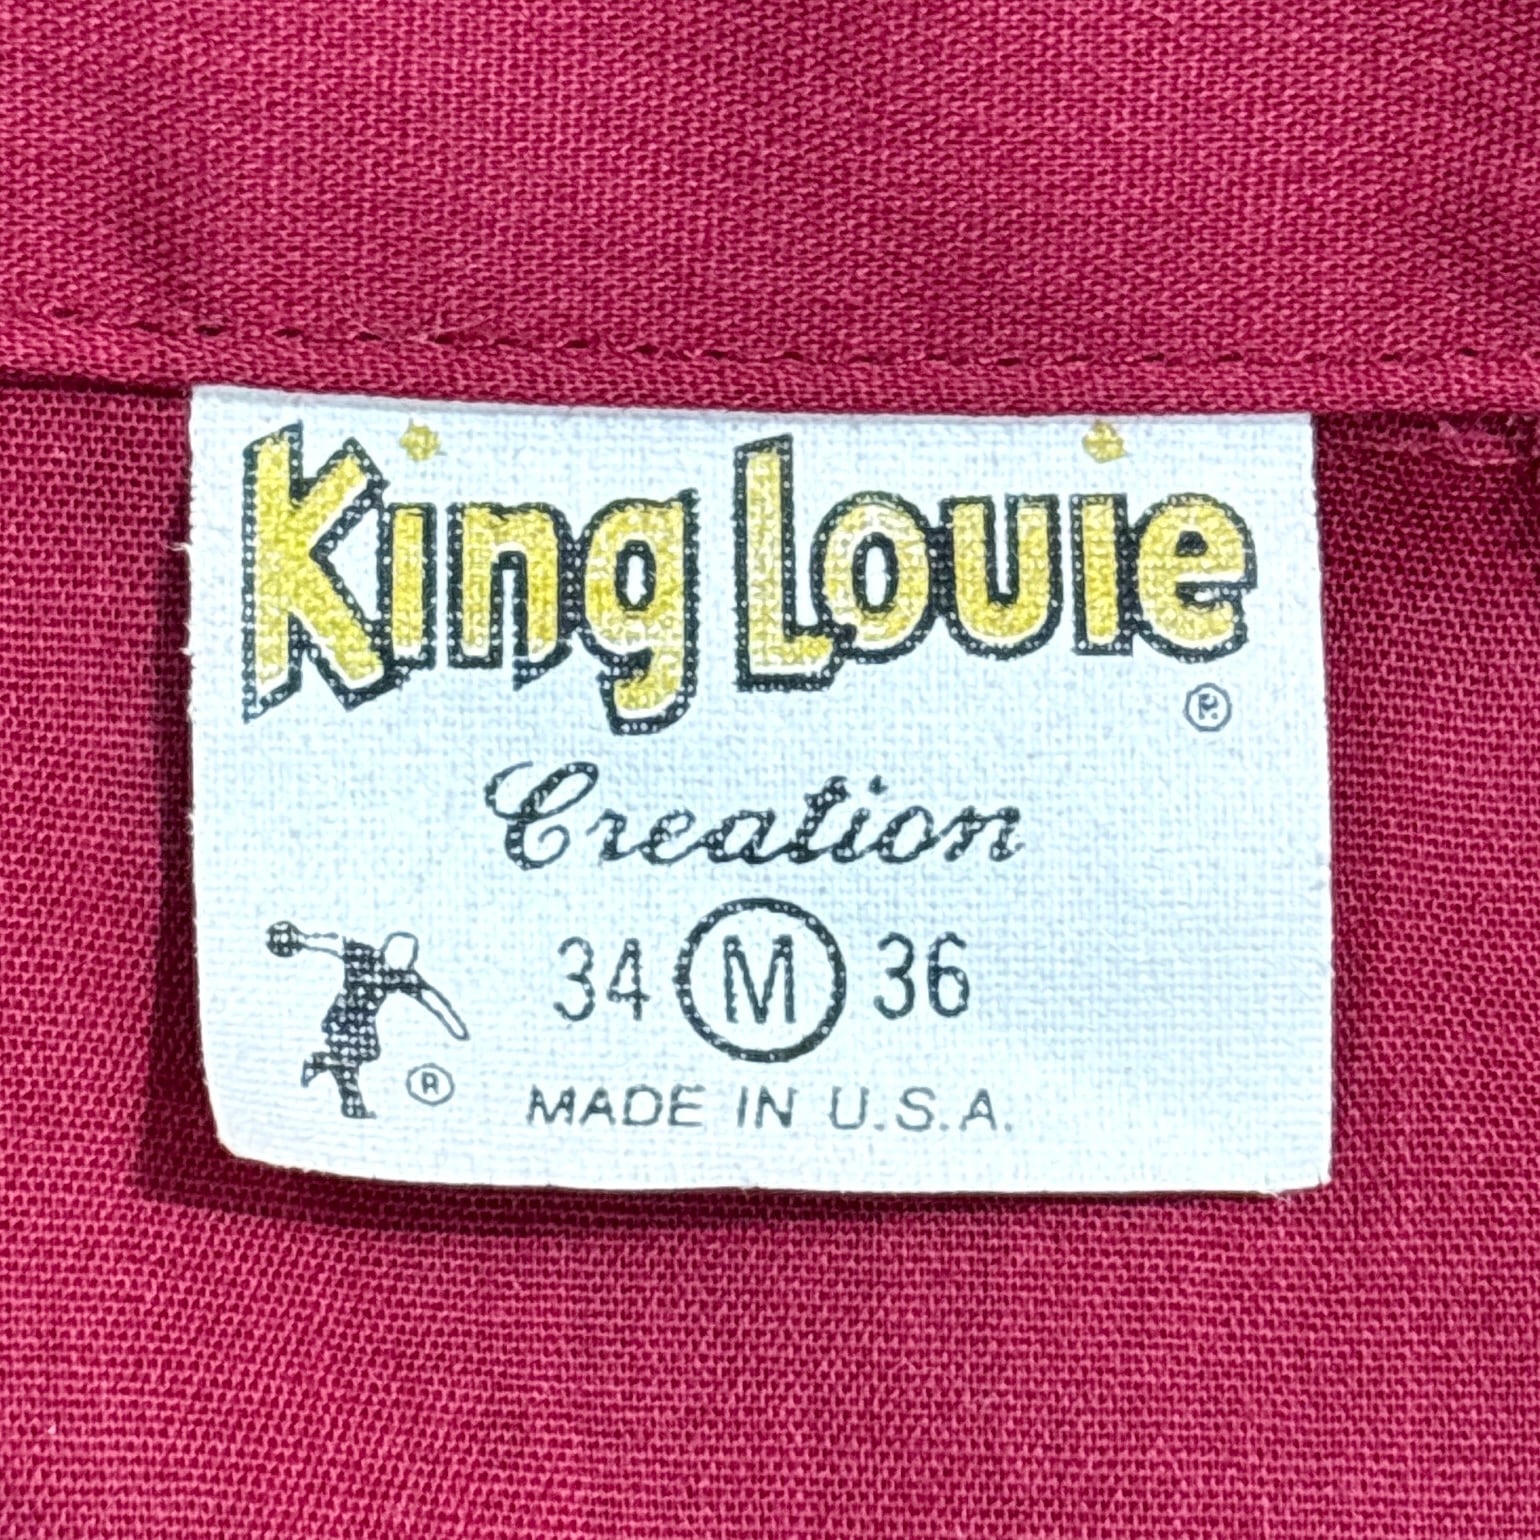 King Louie
®
Creation
34 M 36
®
MADE IN U.S.A.